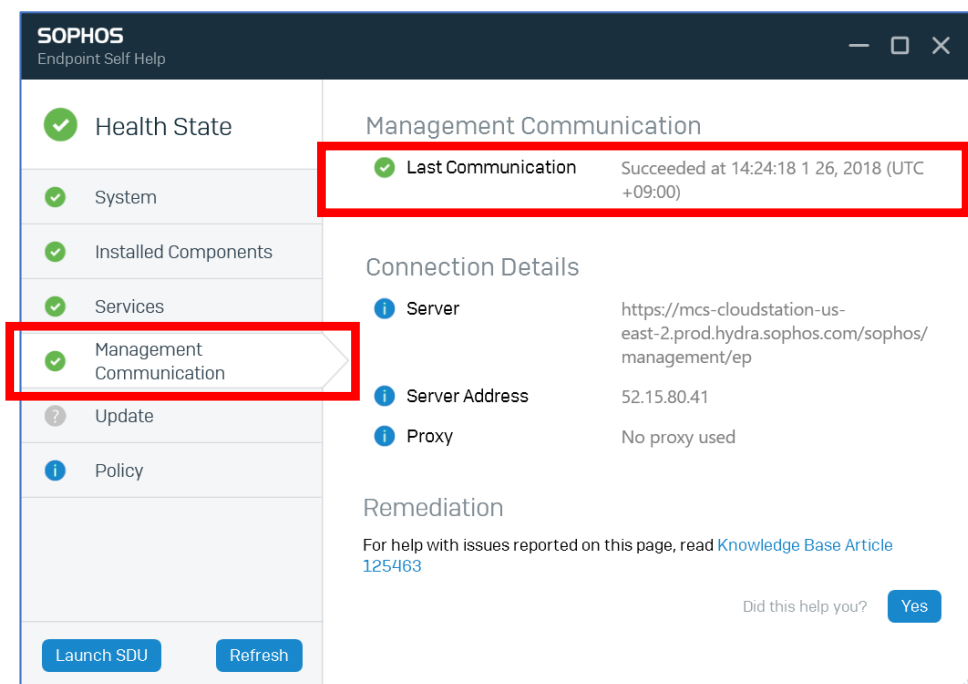 SOPHOS
Endpoint Self Help
Health State
System
Installed Components
Services
Management
Communication
Update
Policy
Launch SDU
Refresh
Management Communication
Last Communication
Succeeded at 14:24:18 1 26, 2018 (UTC
+09:00)
Connection Details
Server
https://mcs-cloudstation-us-
east-2.prod.hydra.sophos.com/sophos/
management/ep
Server Address
52.15.80.41
Proxy
No proxy used
Remediation
For help with issues reported on this page, read Knowledge Base Article
125463
Did this help you?
Yes